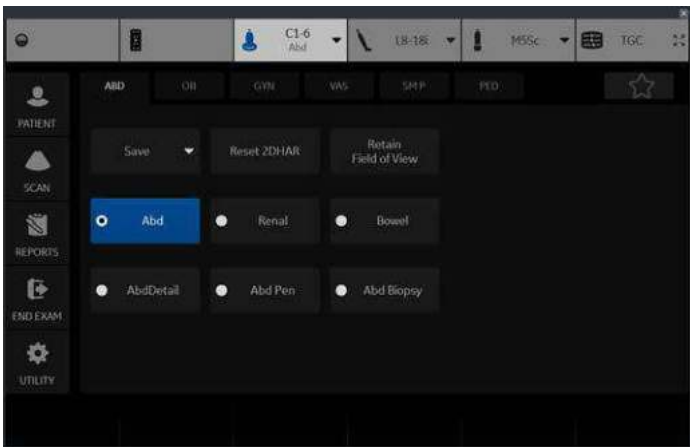 C1-6
Abd
L8-18i
M5Sc
TGC
ABD
OB
GYN
VAS
SM P
PED
PATIENT
Save
Reset 2DHAR
Retain
Field of View
SCAN
Abd
Renal
Bowel
REPORTS
AbdDetail
Abd Pen
Abd Biopsy
END EXAM
UTILITY